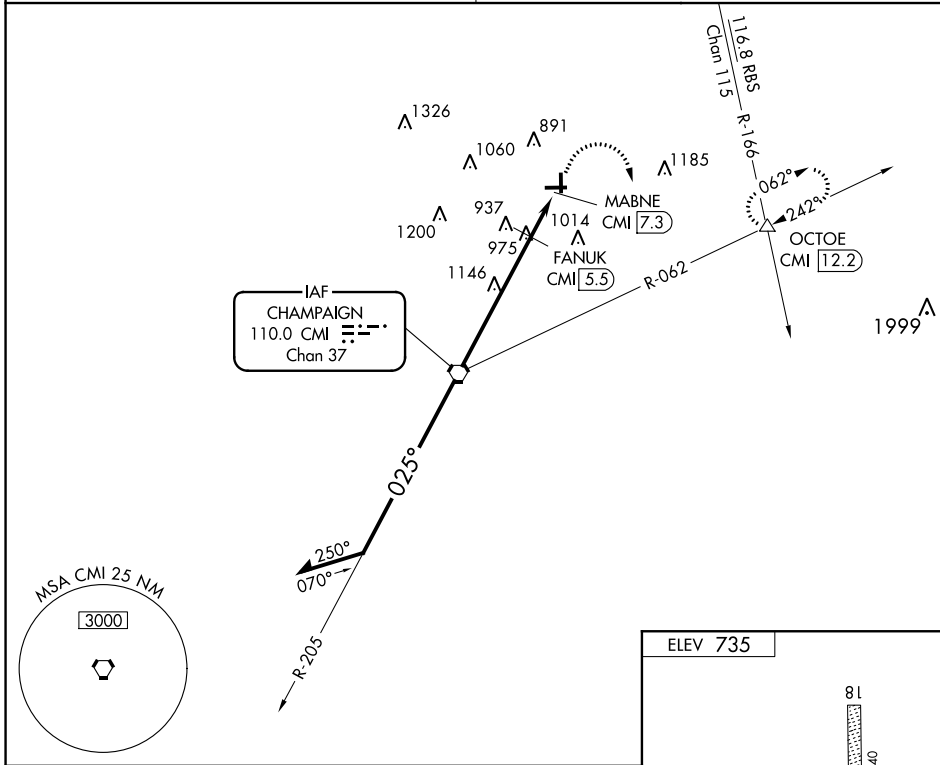 116.8 RBS
Chan 115
R-166
1326
891
1060
1185
062°
242°
MABNE
CMI 7.3
937
1014
1200
975
OCTOE
CMI 12.2
FANUK
CMI 5.5
R-062
1146
1999
IAF
CHAMPAIGN
110.0 CMI
Chan 37
025°
250°
070°
R-205
MSA CMI 25 NM
3000
ELEV 735
18
40